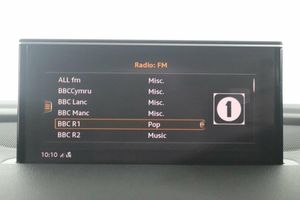 Radio: FM
ALL fm Misc.
BBCCymru Misc.
BBC Lanc Misc.
BBC Manc Misc.
BBC R1 Pop
BBC R2 Music
1
10:10